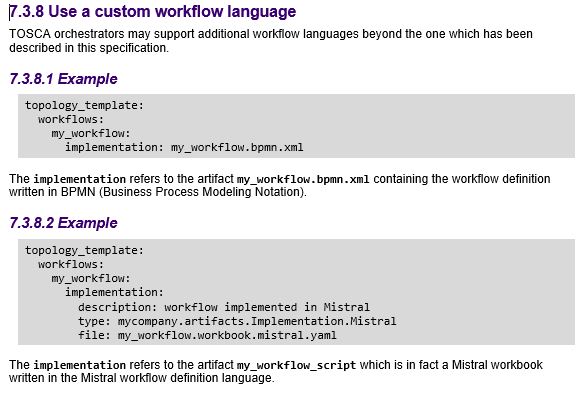 7.3.8 Use a custom workflow language
TOSCA orchestrators may support additional workflow languages beyond the one which has been
described in this specification.
7.3.8.1 Example
topology_template:
  workflows:
    my_workflow:
      implementation: my_workflow.bpmn.xml
The implementation refers to the artifact my_workflow.bpmn.xml containing the workflow definition
written in BPMN (Business Process Modeling Notation).
7.3.8.2 Example
topology_template:
  workflows:
    my_workflow:
      implementation:
        description: workflow implemented in Mistral
        type: mycompany.artifacts.Implementation.Mistral
        file: my_workflow.workbook.mistral.yaml
The implementation refers to the artifact my_workflow_script which is in fact a Mistral workbook
written in the Mistral workflow definition language.